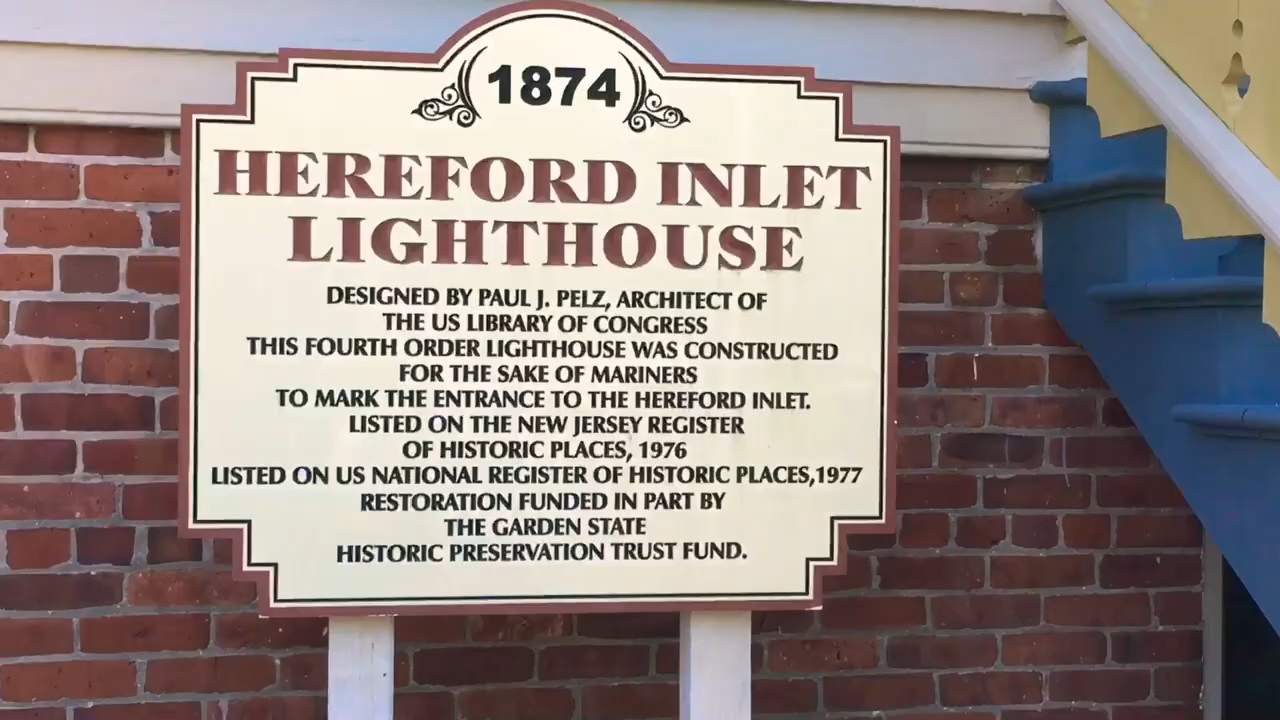 1874
HEREFORD INLET
LIGHTHOUSE
DESIGNED BY PAUL J. PELZ, ARCHITECT OF
THE US LIBRARY OF CONGRESS
THIS FOURTH ORDER LIGHTHOUSE WAS CONSTRUCTED
FOR THE SAKE OF MARINERS
TO MARK THE ENTRANCE TO THE HEREFORD INLET.
LISTED ON THE NEW JERSEY REGISTER
OF HISTORIC PLACES, 1976
LISTED ON US NATIONAL REGISTER OF HISTORIC PLACES,1977
RESTORATION FUNDED IN PART BY
THE GARDEN STATE
HISTORIC PRESERVATION TRUST FUND.